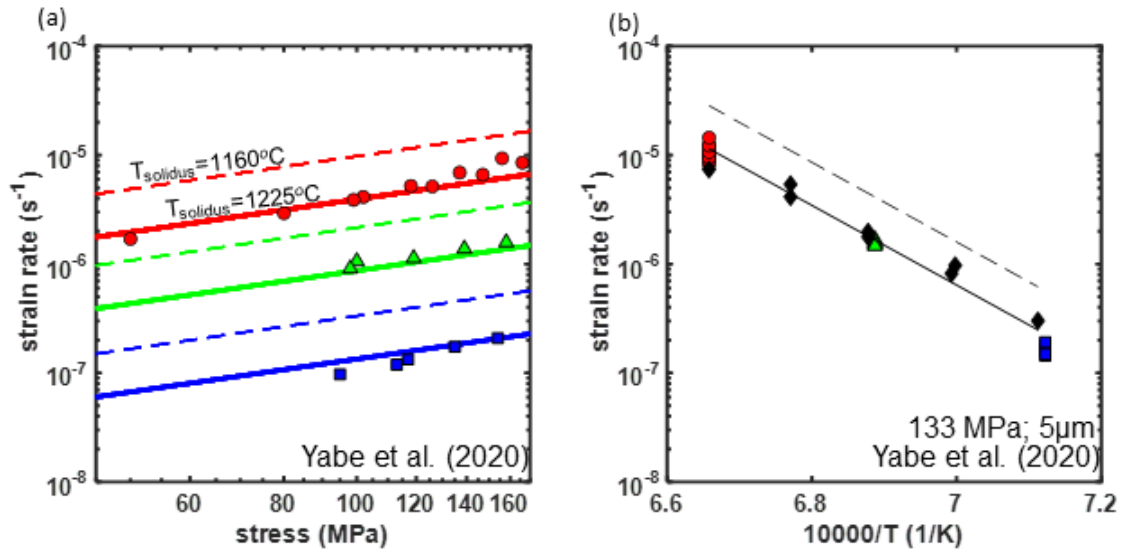 (a)
(b)
10⁻⁴
10⁻⁵
10⁻⁶
10⁻⁷
10⁻⁸
strain rate (s⁻¹)
T_solidus=1160°C
T_solidus=1225°C
Yabe et al. (2020)
60 80 100 120 140 160
stress (MPa)
10⁻⁴
10⁻⁵
10⁻⁶
10⁻⁷
10⁻⁸
strain rate (s⁻¹)
133 MPa; 5μm
Yabe et al. (2020)
6.6 6.8 7 7.2
10000/T (1/K)